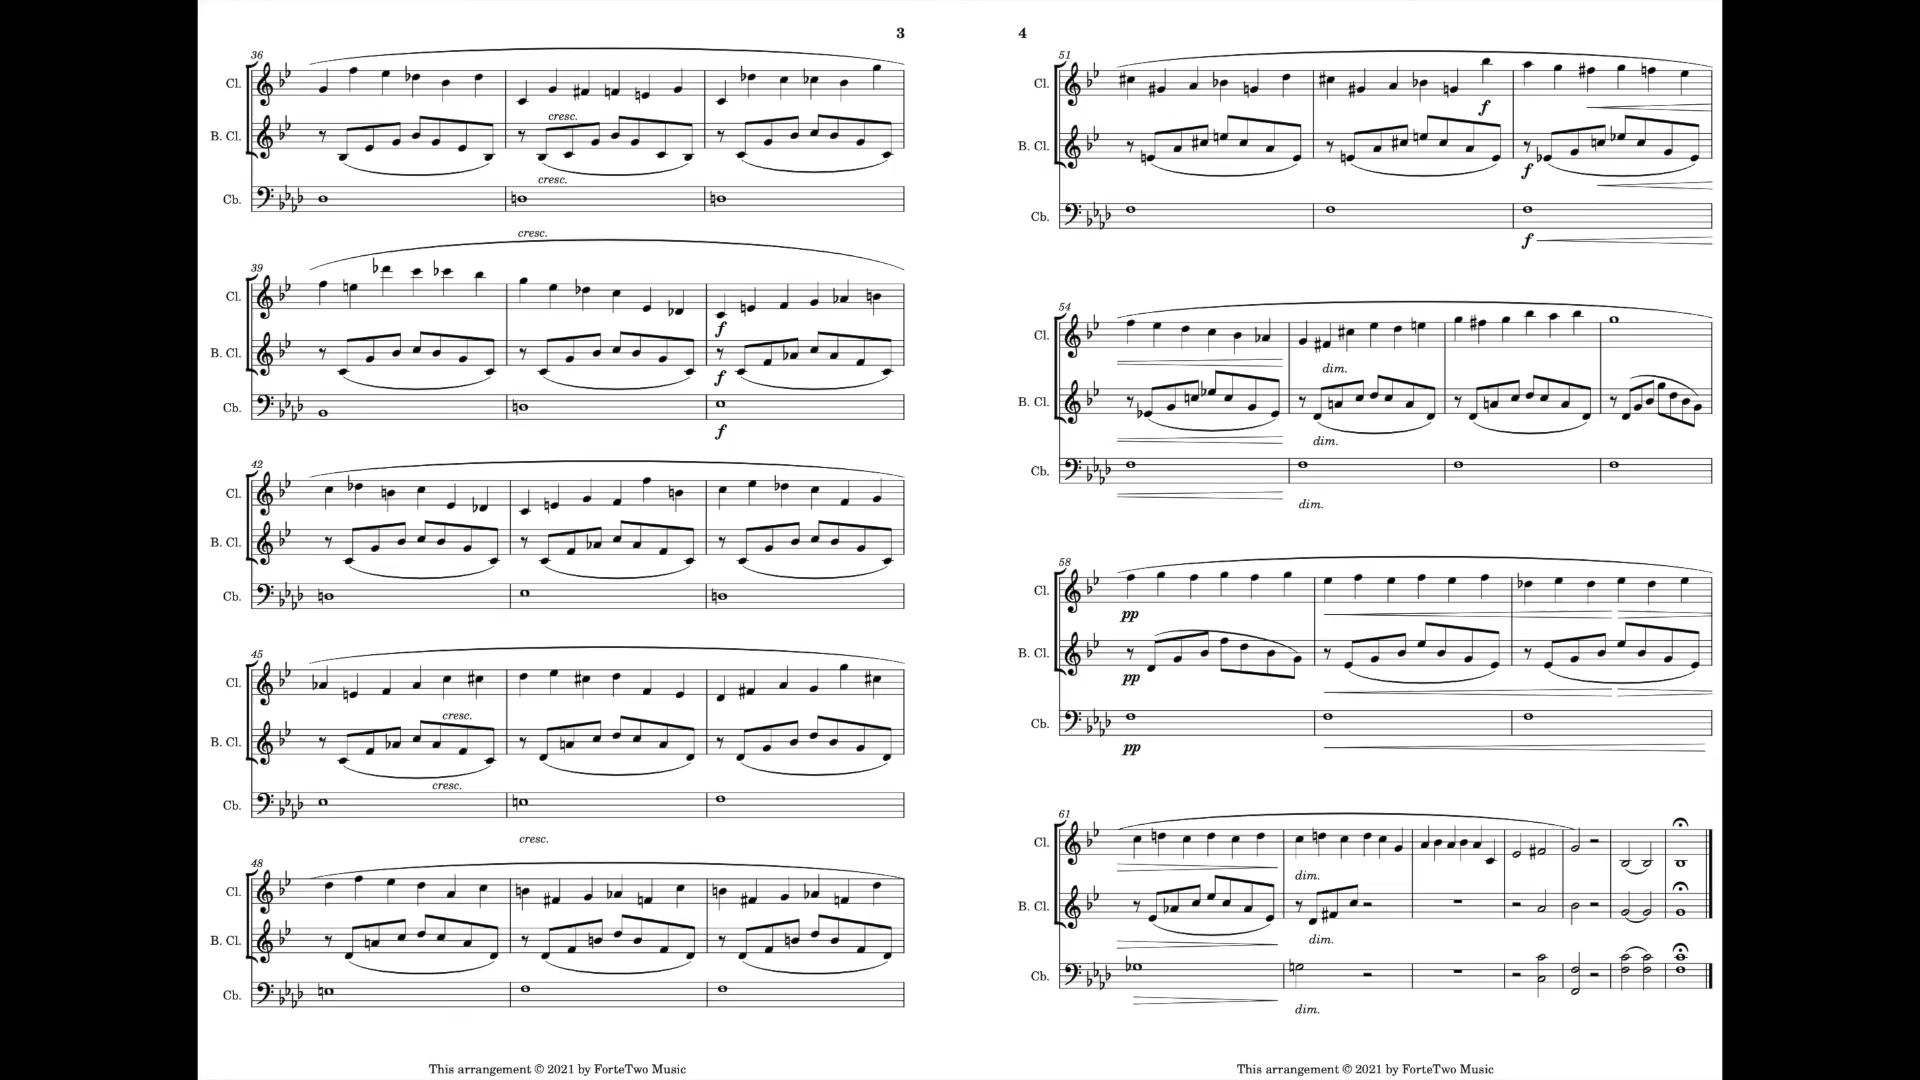 3
36
Cl.
cresc.
B. Cl.
cresc.
Cb.
cresc.
39
Cl.
f
B. Cl.
f
Cb.
f
42
Cl.
B. Cl.
Cb.
45
Cl.
cresc.
B. Cl.
cresc.
Cb.
cresc.
48
Cl.
B. Cl.
Cb.
This arrangement © 2021 by ForteTwo Music
4
51
Cl.
f
B. Cl.
f
Cb.
f
54
Cl.
dim.
B. Cl.
dim.
Cb.
dim.
58
Cl.
pp
B. Cl.
pp
Cb.
pp
61
Cl.
dim.
B. Cl.
dim.
Cb.
dim.
This arrangement © 2021 by ForteTwo Music